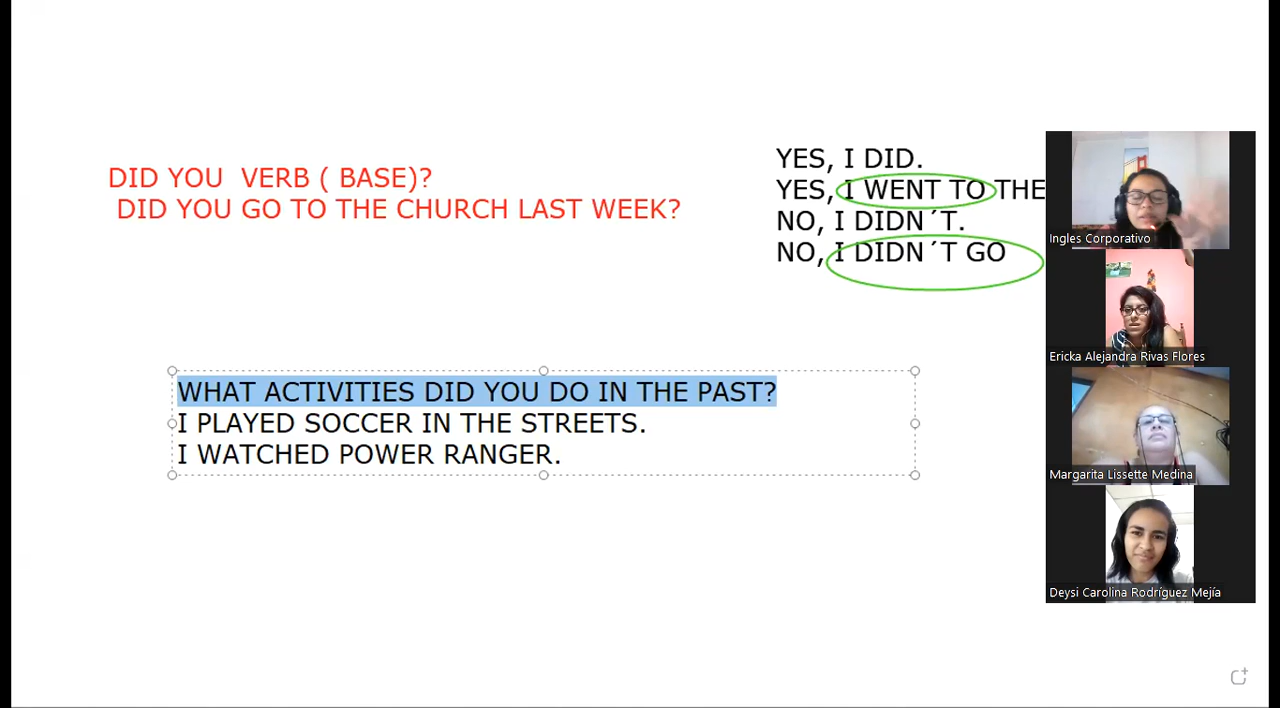 DID YOU VERB ( BASE)?
DID YOU GO TO THE CHURCH LAST WEEK?
YES, I DID.
YES, I WENT TO THE
NO, I DIDN´T.
NO, I DIDN´T GO
WHAT ACTIVITIES DID YOU DO IN THE PAST?
I PLAYED SOCCER IN THE STREETS.
I WATCHED POWER RANGER.
Ingles Corporativo
Ericka Alejandra Rivas Flores
Margarita Lissette Medina
Deysi Carolina Rodríguez Mejía